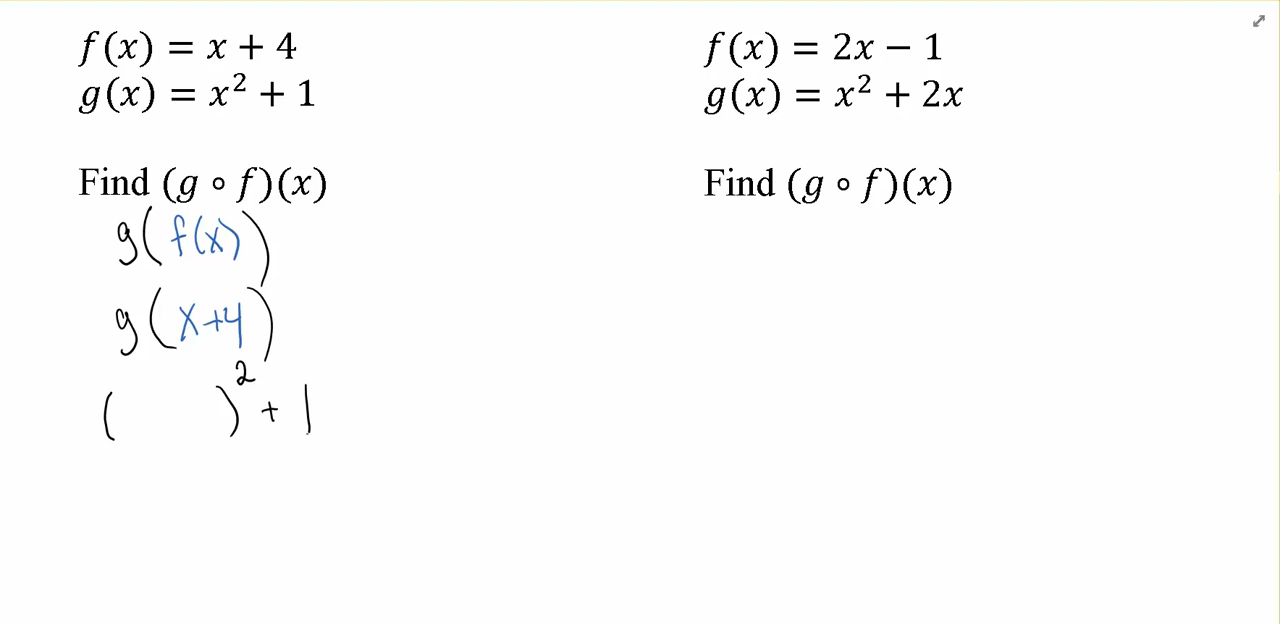 f(x) = x + 4
g(x) = x² + 1
Find (g ∘ f)(x)
g(f(x))
g(x+4)
( )² + 1
f(x) = 2x − 1
g(x) = x² + 2x
Find (g ∘ f)(x)